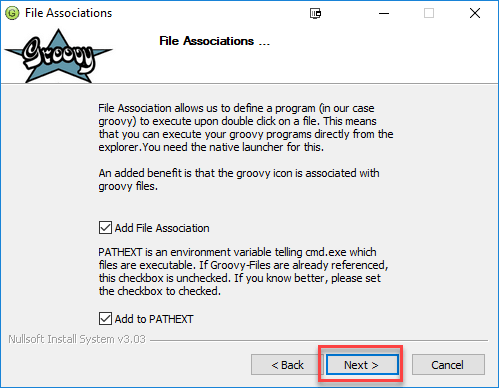 File Associations
File Associations ...
Groovy
File Association allows us to define a program (in our case
groovy) to execute upon double click on a file. This means
that you can execute your groovy programs directly from the
explorer.You need the native launcher for this.
An added benefit is that the groovy icon is associated with
groovy files.
Add File Association
PATHEXT is an environment variable telling cmd.exe which
files are executable. If Groovy-Files are already referenced,
this checkbox is unchecked. If you know better, please set
the checkbox to checked.
Add to PATHEXT
Nullsoft Install System v3.03
< Back Next > Cancel